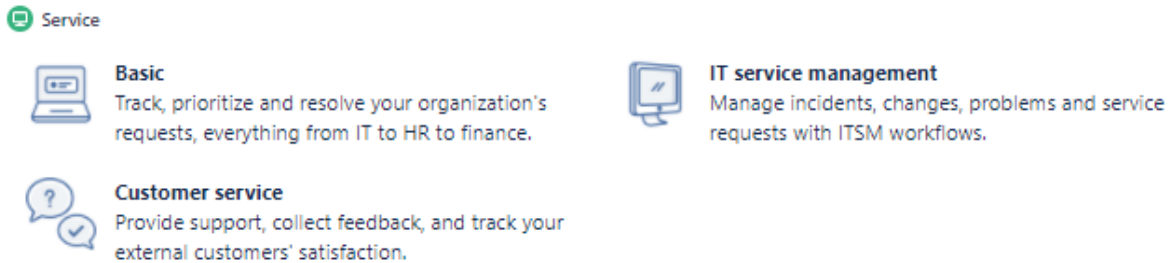 Service
Basic
Track, prioritize and resolve your organization's
requests, everything from IT to HR to finance.
IT service management
Manage incidents, changes, problems and service
requests with ITSM workflows.
Customer service
Provide support, collect feedback, and track your
external customers' satisfaction.